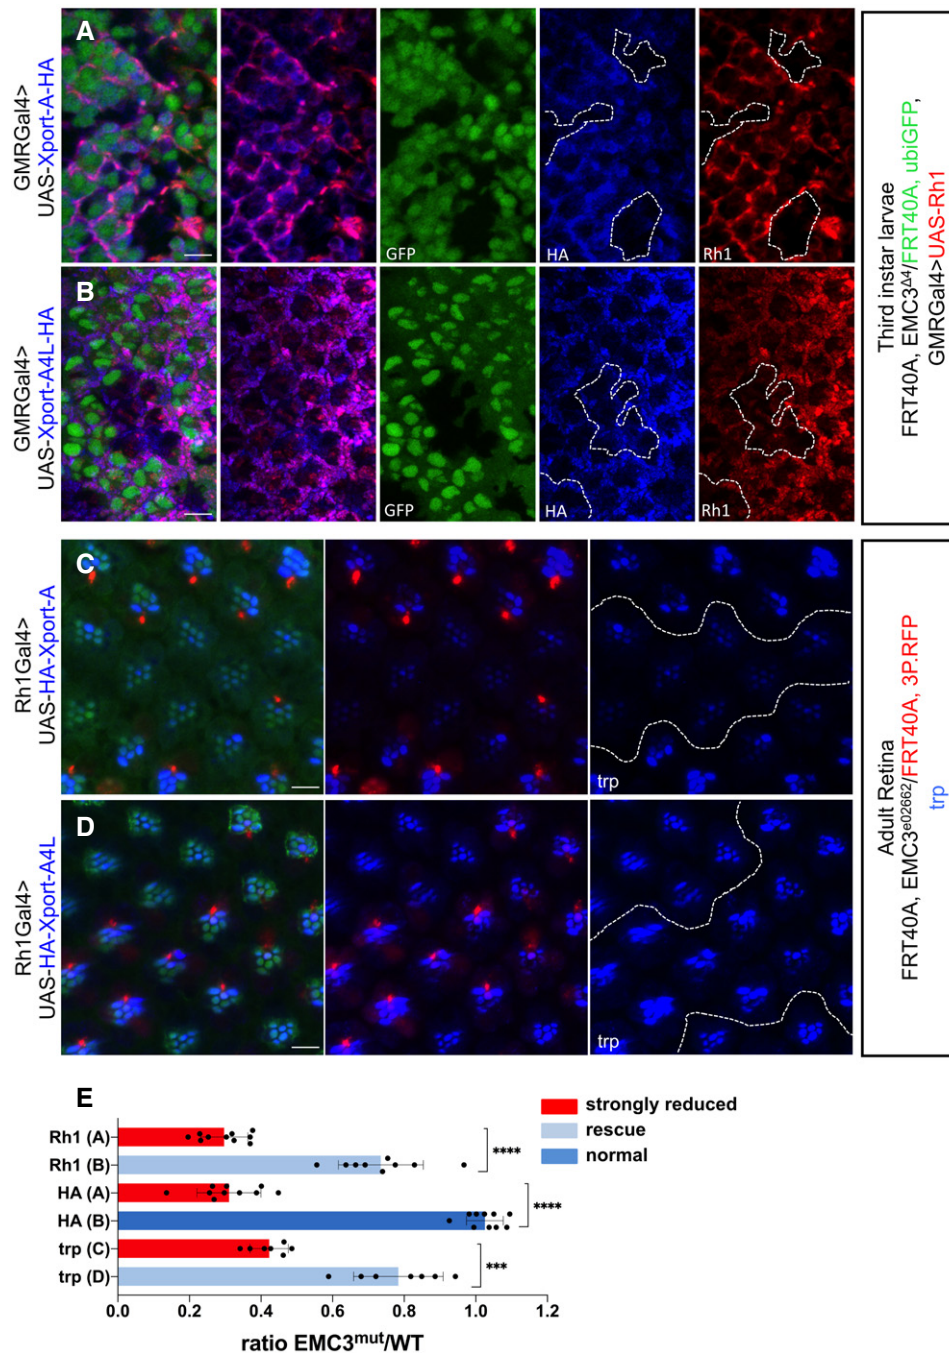 A
GMRGal4>
UAS-Xport-A-HA
GFP
HA
Rh1
B
GMRGal4>
UAS-Xport-A4L-HA
GFP
HA
Rh1
Third instar larvae
FRT40A, EMC3Δ4/FRT40A, ubiGFP,
GMRGal4>UAS-Rh1
C
Rh1Gal4>
UAS-HA-Xport-A
trp
D
Rh1Gal4>
UAS-HA-Xport-A4L
trp
Adult Retina
FRT40A, EMC3e02662/FRT40A, 3P.RFP
trp
E
strongly reduced
rescue
normal
Rh1 (A)
Rh1 (B)
HA (A)
HA (B)
trp (C)
trp (D)
****
****
***
0.0 0.2 0.4 0.6 0.8 1.0 1.2
ratio EMC3mut/WT